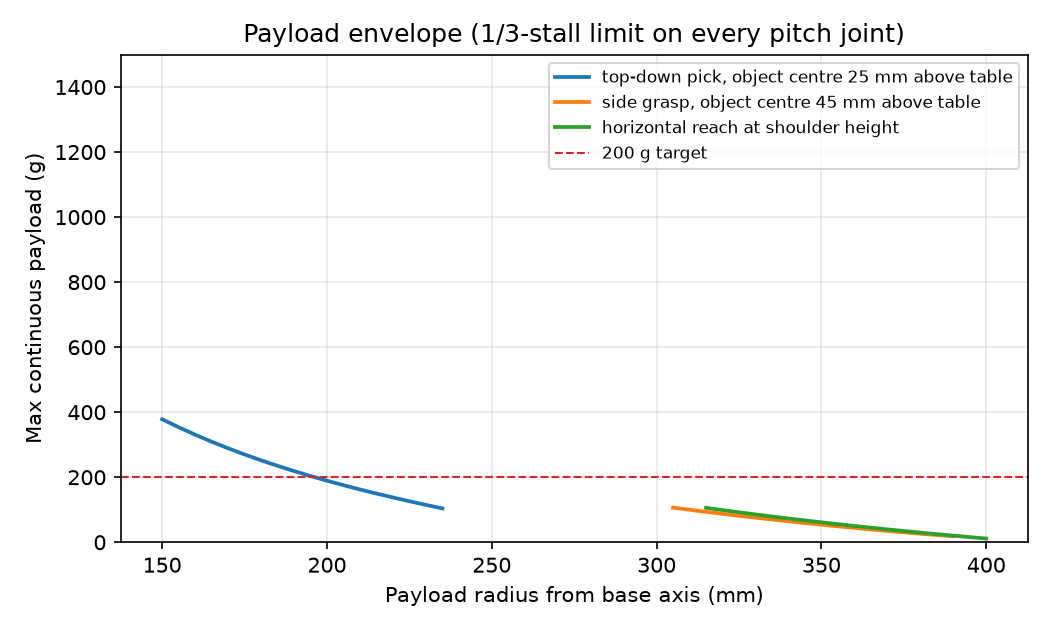 Payload envelope (1/3-stall limit on every pitch joint)
top-down pick, object centre 25 mm above table
side grasp, object centre 45 mm above table
horizontal reach at shoulder height
200 g target
Max continuous payload (g)
1400
1200
1000
800
600
400
200
0
150
200
250
300
350
400
Payload radius from base axis (mm)